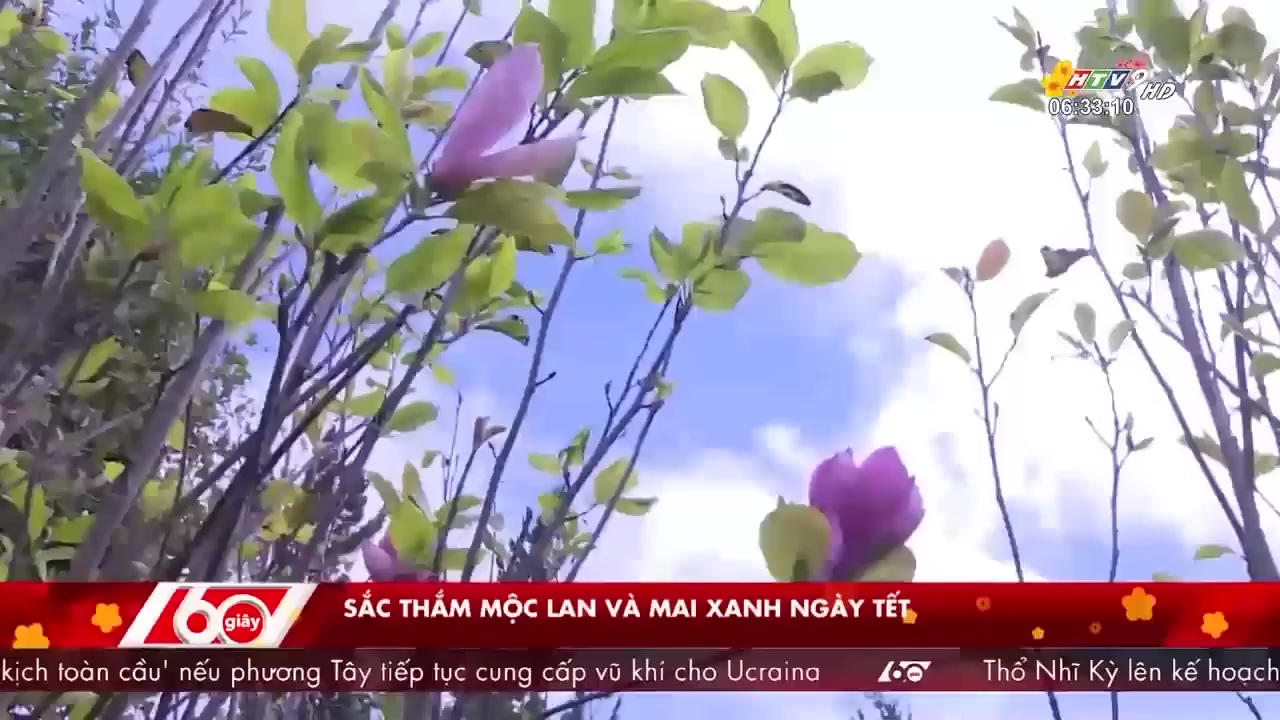 HTV9 HD
06:33:10
60 giây
SẮC THẮM MỘC LAN VÀ MAI XANH NGÀY TẾT
kịch toàn cầu' nếu phương Tây tiếp tục cung cấp vũ khí cho Ucraina
60
Thổ Nhĩ Kỳ lên kế hoạch